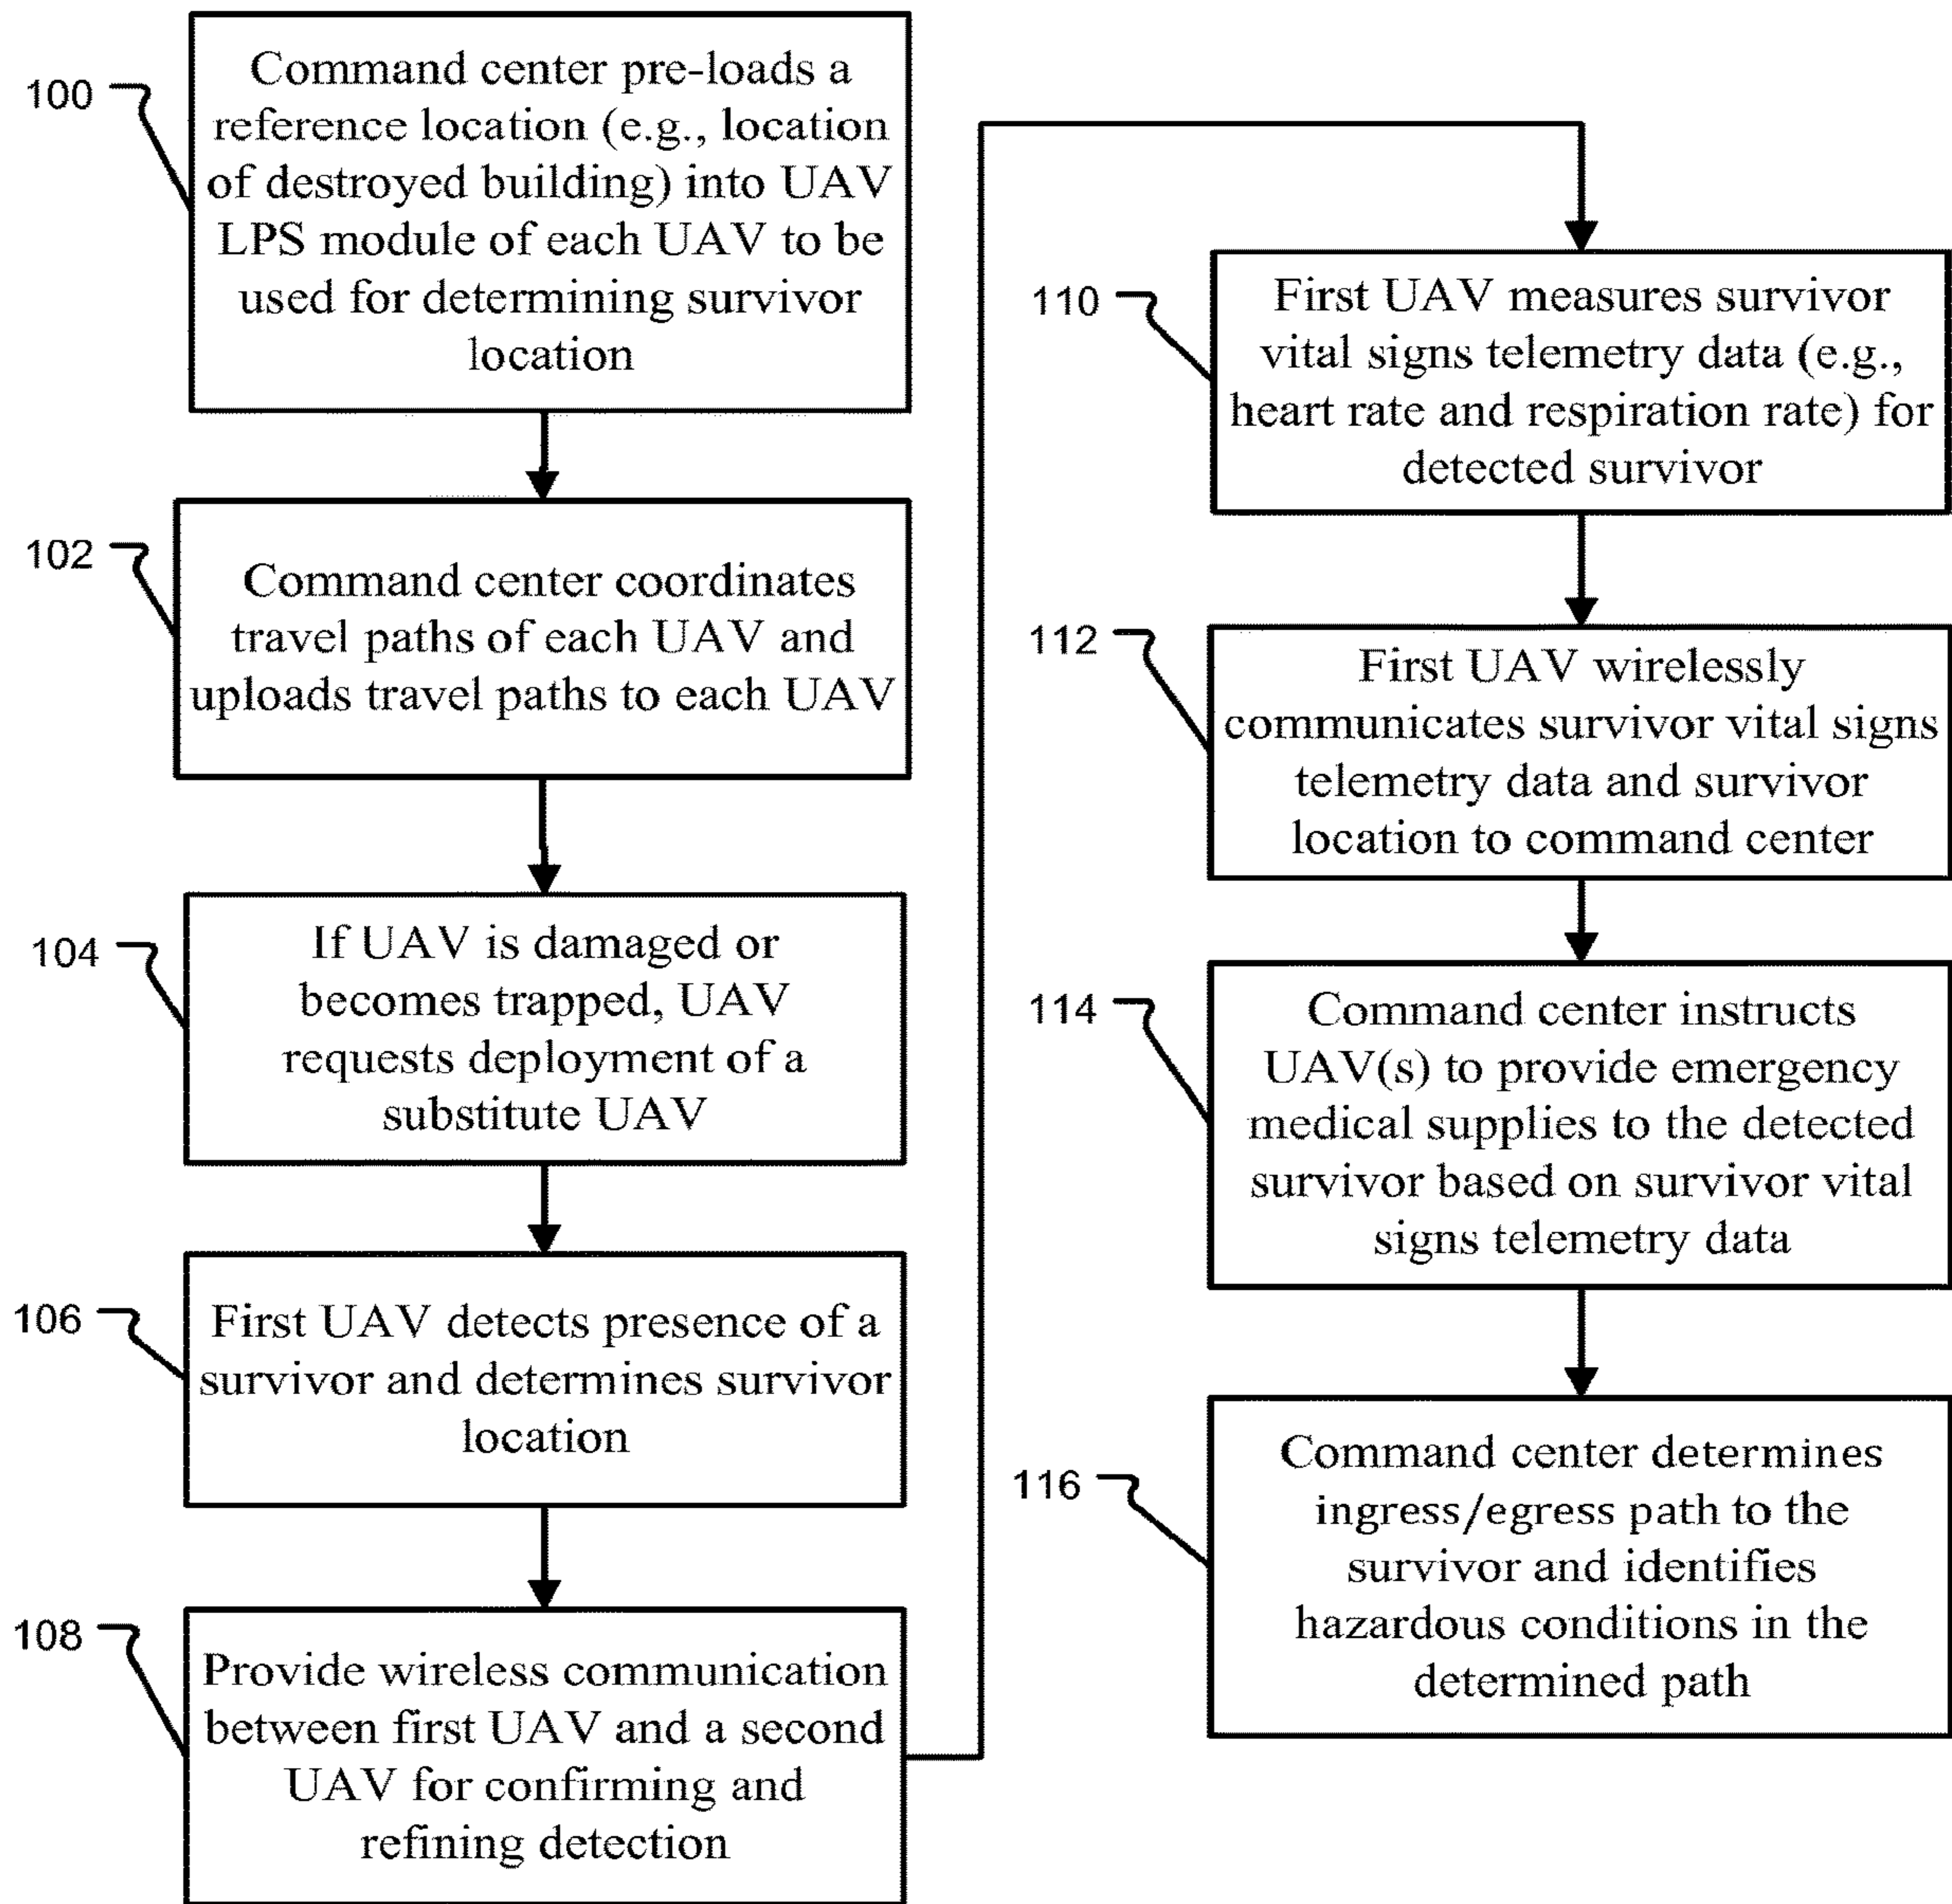 100
Command center pre-loads a
reference location (e.g., location
of destroyed building) into UAV
LPS module of each UAV to be
used for determining survivor
location
102
Command center coordinates
travel paths of each UAV and
uploads travel paths to each UAV
104
If UAV is damaged or
becomes trapped, UAV
requests deployment of a
substitute UAV
106
First UAV detects presence of a
survivor and determines survivor
location
108
Provide wireless communication
between first UAV and a second
UAV for confirming and
refining detection
110
First UAV measures survivor
vital signs telemetry data (e.g.,
heart rate and respiration rate) for
detected survivor
112
First UAV wirelessly
communicates survivor vital signs
telemetry data and survivor
location to command center
114
Command center instructs
UAV(s) to provide emergency
medical supplies to the detected
survivor based on survivor vital
signs telemetry data
116
Command center determines
ingress/egress path to the
survivor and identifies
hazardous conditions in the
determined path